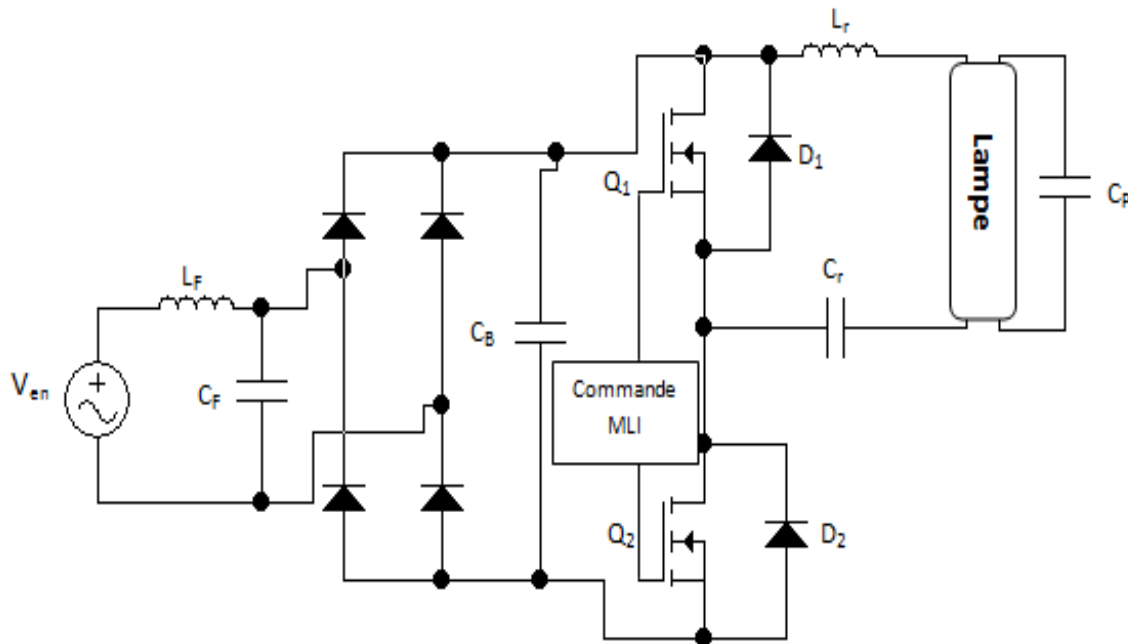 Lr
D1
Q1
Lampe
CP
LF
Cr
CB
Ven
+
CF
Commande
MLI
Q2
D2